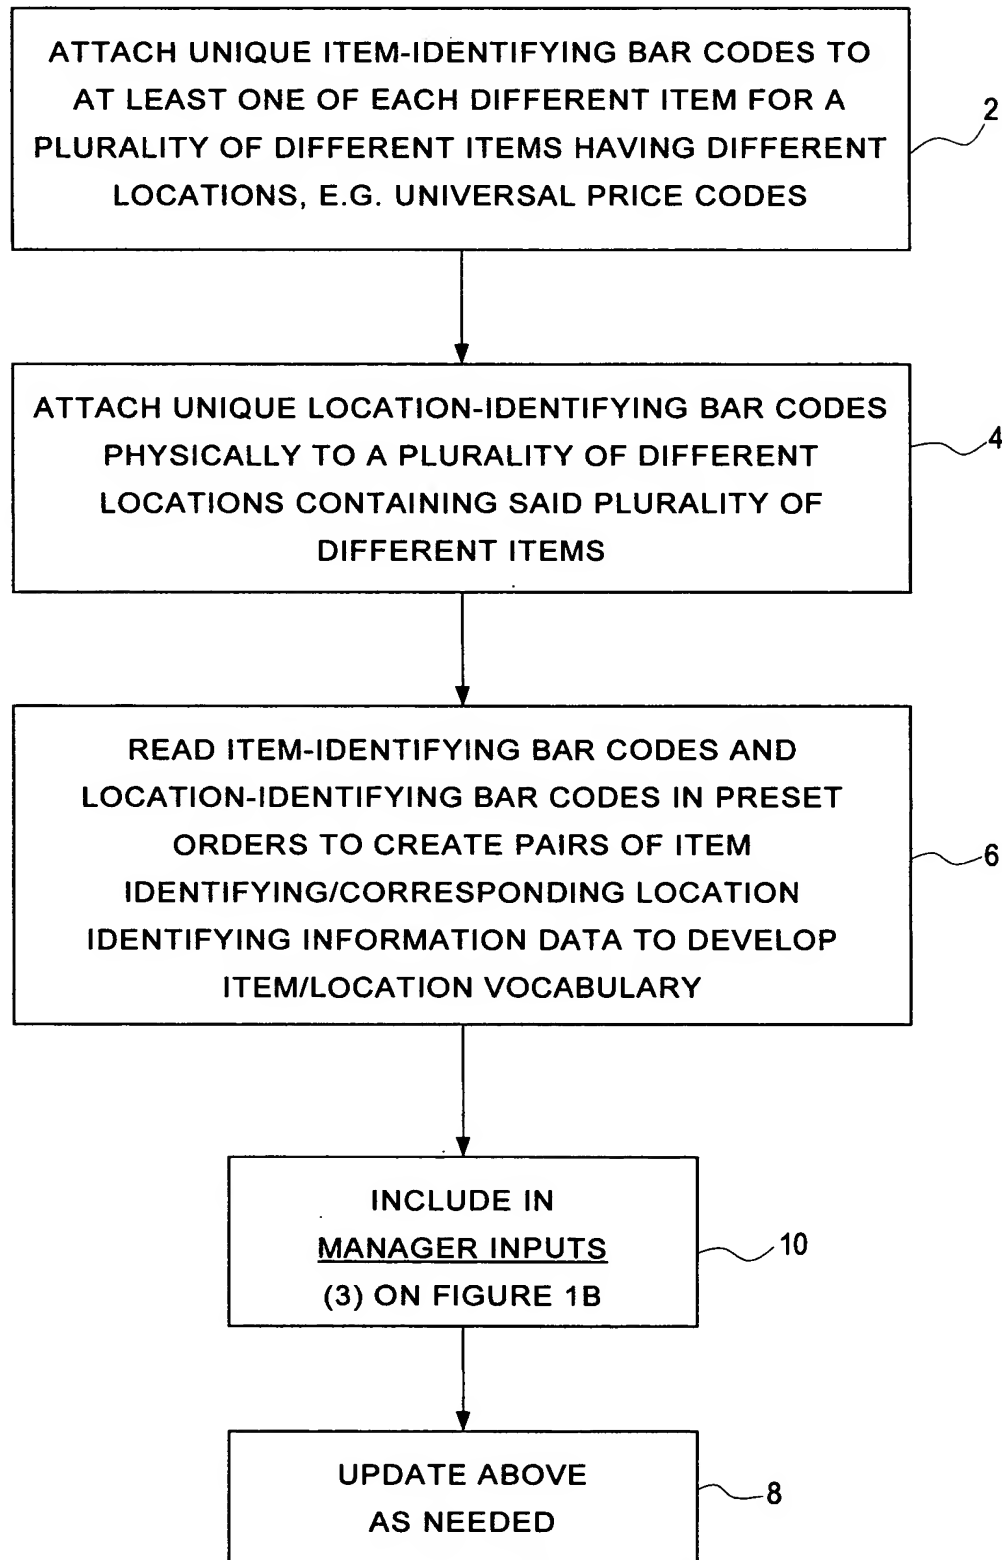 ATTACH UNIQUE ITEM-IDENTIFYING BAR CODES TO
AT LEAST ONE OF EACH DIFFERENT ITEM FOR A
PLURALITY OF DIFFERENT ITEMS HAVING DIFFERENT
LOCATIONS, E.G. UNIVERSAL PRICE CODES
2
ATTACH UNIQUE LOCATION-IDENTIFYING BAR CODES
PHYSICALLY TO A PLURALITY OF DIFFERENT
LOCATIONS CONTAINING SAID PLURALITY OF
DIFFERENT ITEMS
4
READ ITEM-IDENTIFYING BAR CODES AND
LOCATION-IDENTIFYING BAR CODES IN PRESET
ORDERS TO CREATE PAIRS OF ITEM
IDENTIFYING/CORRESPONDING LOCATION
IDENTIFYING INFORMATION DATA TO DEVELOP
ITEM/LOCATION VOCABULARY
6
INCLUDE IN
MANAGER INPUTS
(3) ON FIGURE 1B
10
UPDATE ABOVE
AS NEEDED
8